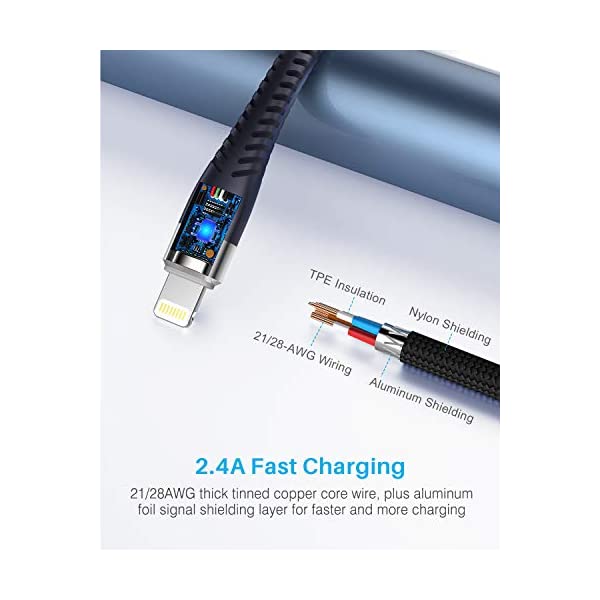 TPE Insulation
Nylon Shielding
21/28-AWG Wiring
Aluminum Shielding
2.4A Fast Charging
21/28AWG thick tinned copper core wire, plus aluminum
foil signal shielding layer for faster and more charging